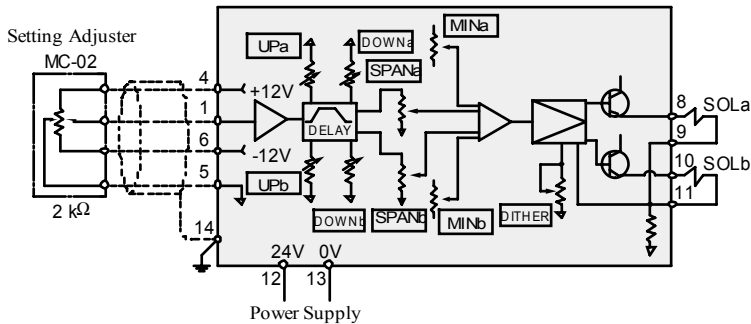 Setting Adjuster
MC-02
2 kΩ
4
1
6
5
14
+12V
-12V
UPa
DOWNa
SPANa
MINa
DELAY
UPb
DOWNb
SPANb
MINb
DITHER
8
SOLa
9
10
SOLb
11
24V
0V
12
13
Power Supply